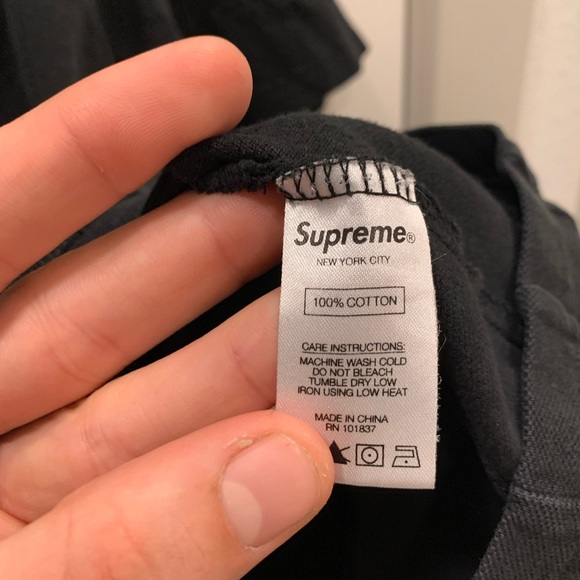 Supreme®
NEW YORK CITY
100% COTTON
CARE INSTRUCTIONS:
MACHINE WASH COLD
DO NOT BLEACH
TUMBLE DRY LOW
IRON USING LOW HEAT
MADE IN CHINA
RN 101837